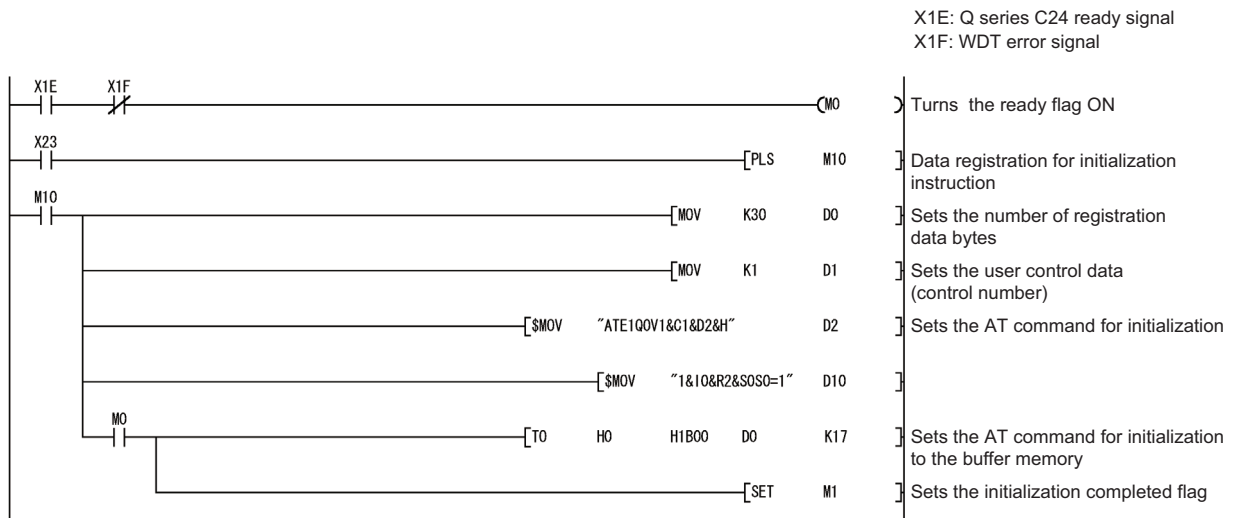 X1E: Q series C24 ready signal
X1F: WDT error signal
X1E X1F
M0 Turns the ready flag ON
X23
PLS M10 Data registration for initialization
instruction
M10
MOV K30 D0 Sets the number of registration
data bytes
MOV K1 D1 Sets the user control data
(control number)
$MOV "ATE1Q0V1&C1&D2&H" D2 Sets the AT command for initialization
$MOV "1&I0&R2&S0S0=1" D10
M0
TO H0 H1B00 D0 K17 Sets the AT command for initialization
to the buffer memory
SET M1 Sets the initialization completed flag